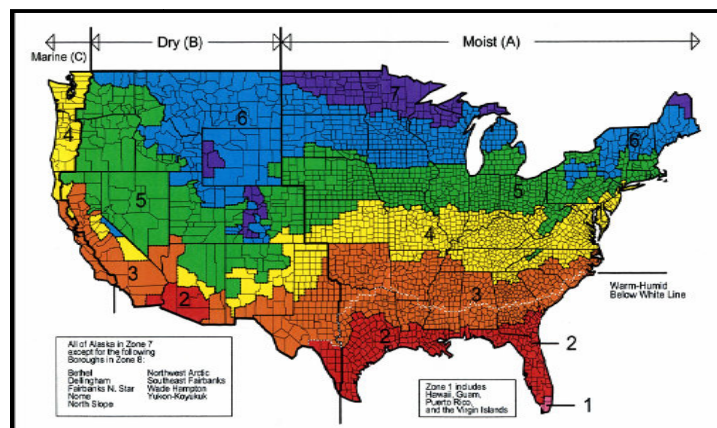 Marine (C)
Dry (B)
Moist (A)
7
6
6
4
5
5
4
3
3
2
2
Warm-Humid
Below White Line
2
1
All of Alaska in Zone 7
except for the following
Boroughs in Zone 8:
Bethel Northwest Arctic
Dellingham Southeast Fairbanks
Fairbanks N. Star Wade Hampton
Nome Yukon-Koyukuk
North Slope
Zone 1 includes
Hawaii, Guam,
Puerto Rico,
and the Virgin Islands